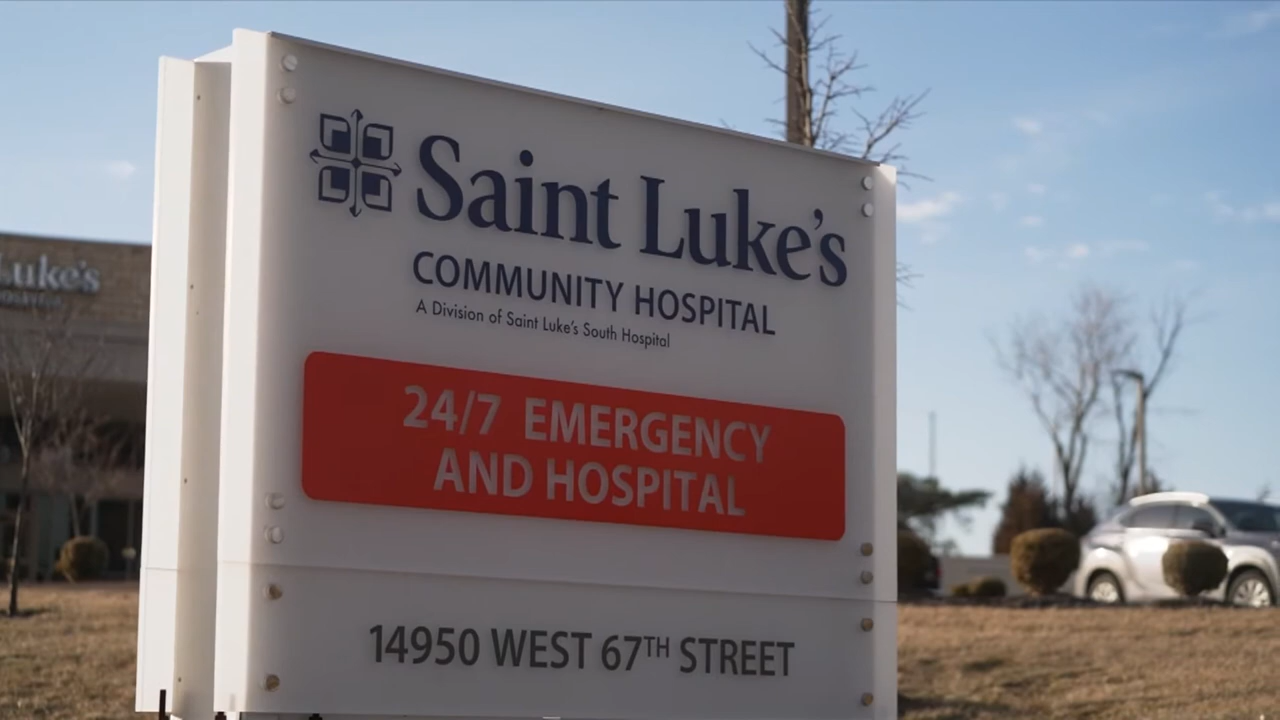 Saint Luke's
COMMUNITY HOSPITAL
A Division of Saint Luke's South Hospital
24/7 EMERGENCY
AND HOSPITAL
14950 WEST 67TH STREET
Luke's